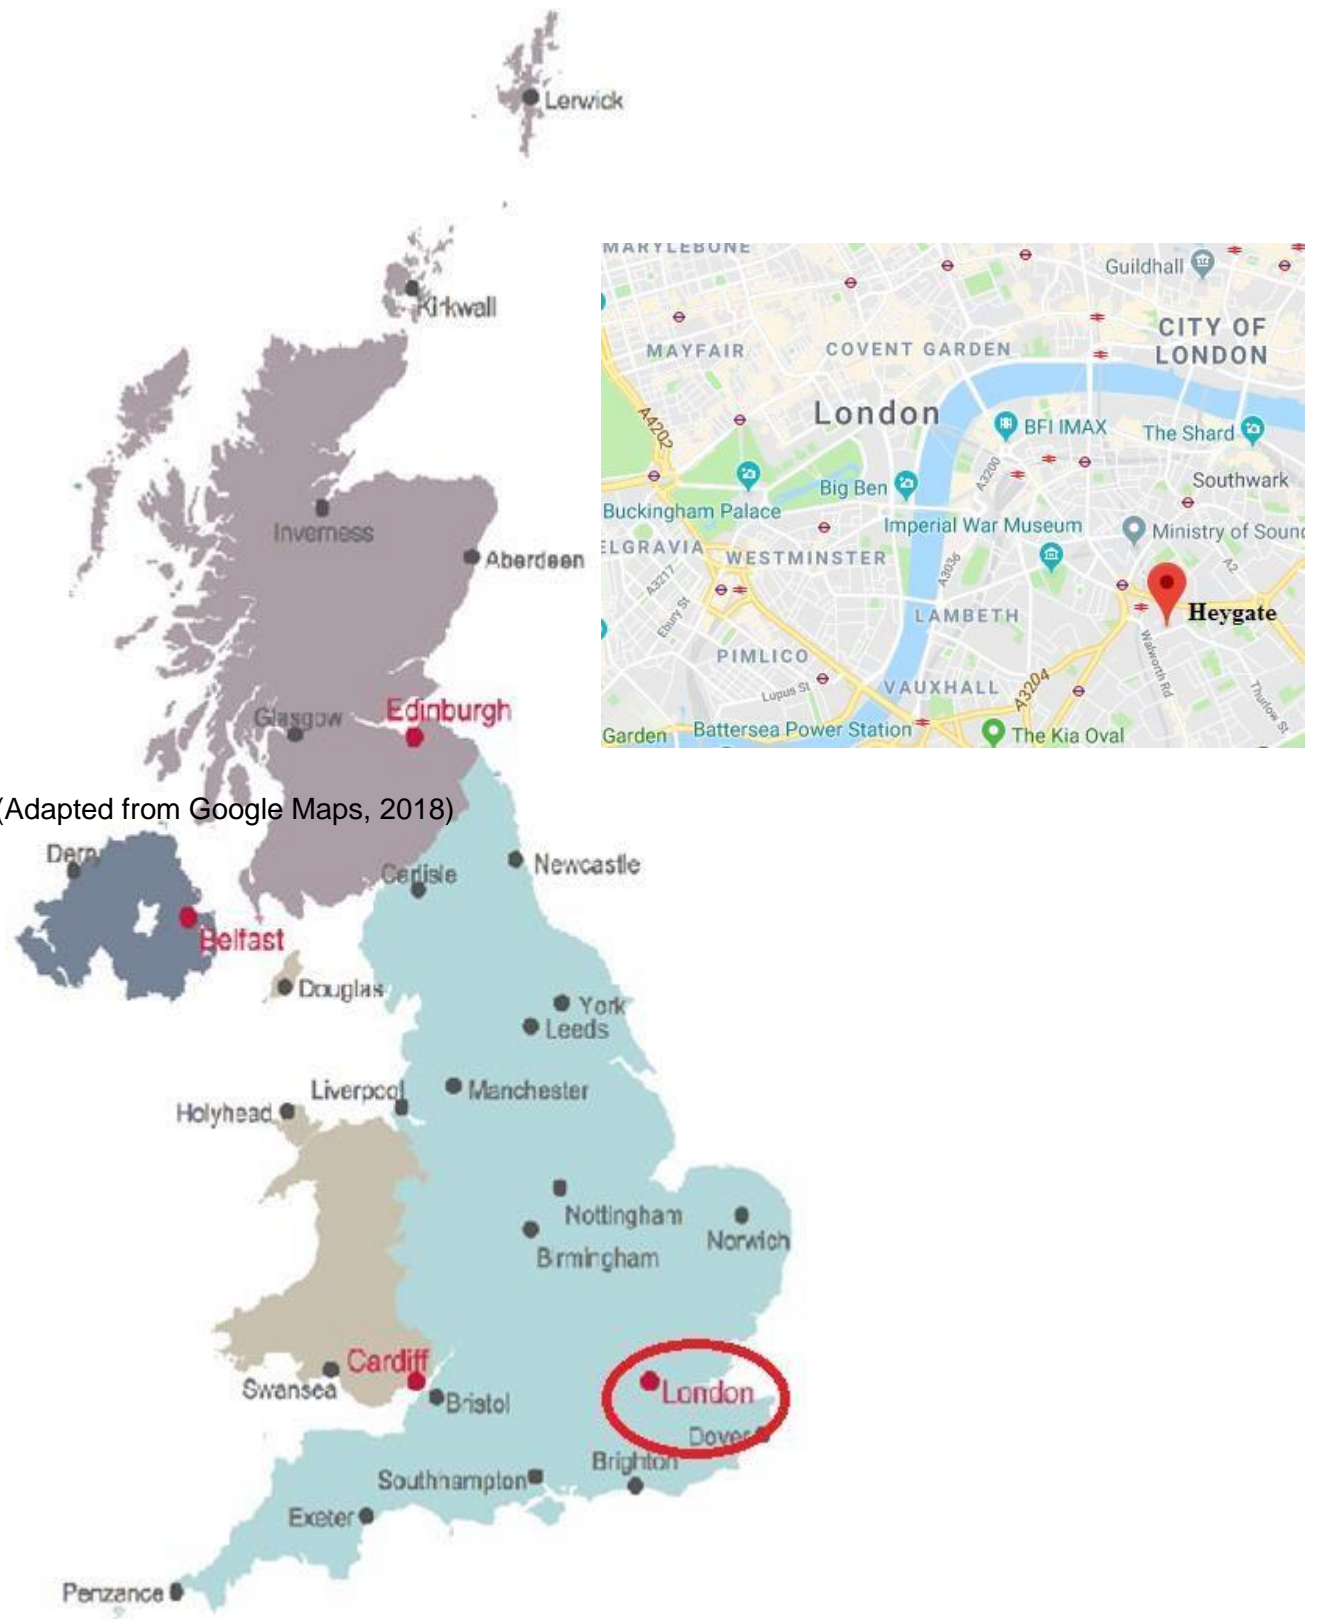 Lerwick
Kirkwall
Inverness
Aberdeen
Glasgow
Edinburgh
MARYLEBONE
Guildhall
CITY OF
LONDON
MAYFAIR
COVENT GARDEN
A4202
London
BFI IMAX
The Shard
A3200
Southwark
Big Ben
Buckingham Palace
Imperial War Museum
Ministry of Soun
ELGRAVIA
WESTMINSTER
A3217
A3036
A2
Ebury St
LAMBETH
Heygate
PIMLICO
Walworth Rd
Lupus St
VAUXHALL
A3204
Thurlow St
Garden
Battersea Power Station
The Kia Oval
(Adapted from Google Maps, 2018)
Derry
Carlisle
Newcastle
Belfast
Douglas
York
Leeds
Liverpool
Manchester
Holyhead
Nottingham
Norwich
Birmingham
Cardiff
London
Swansea
Bristol
Dover
Brighton
Southhampton
Exeter
Penzance